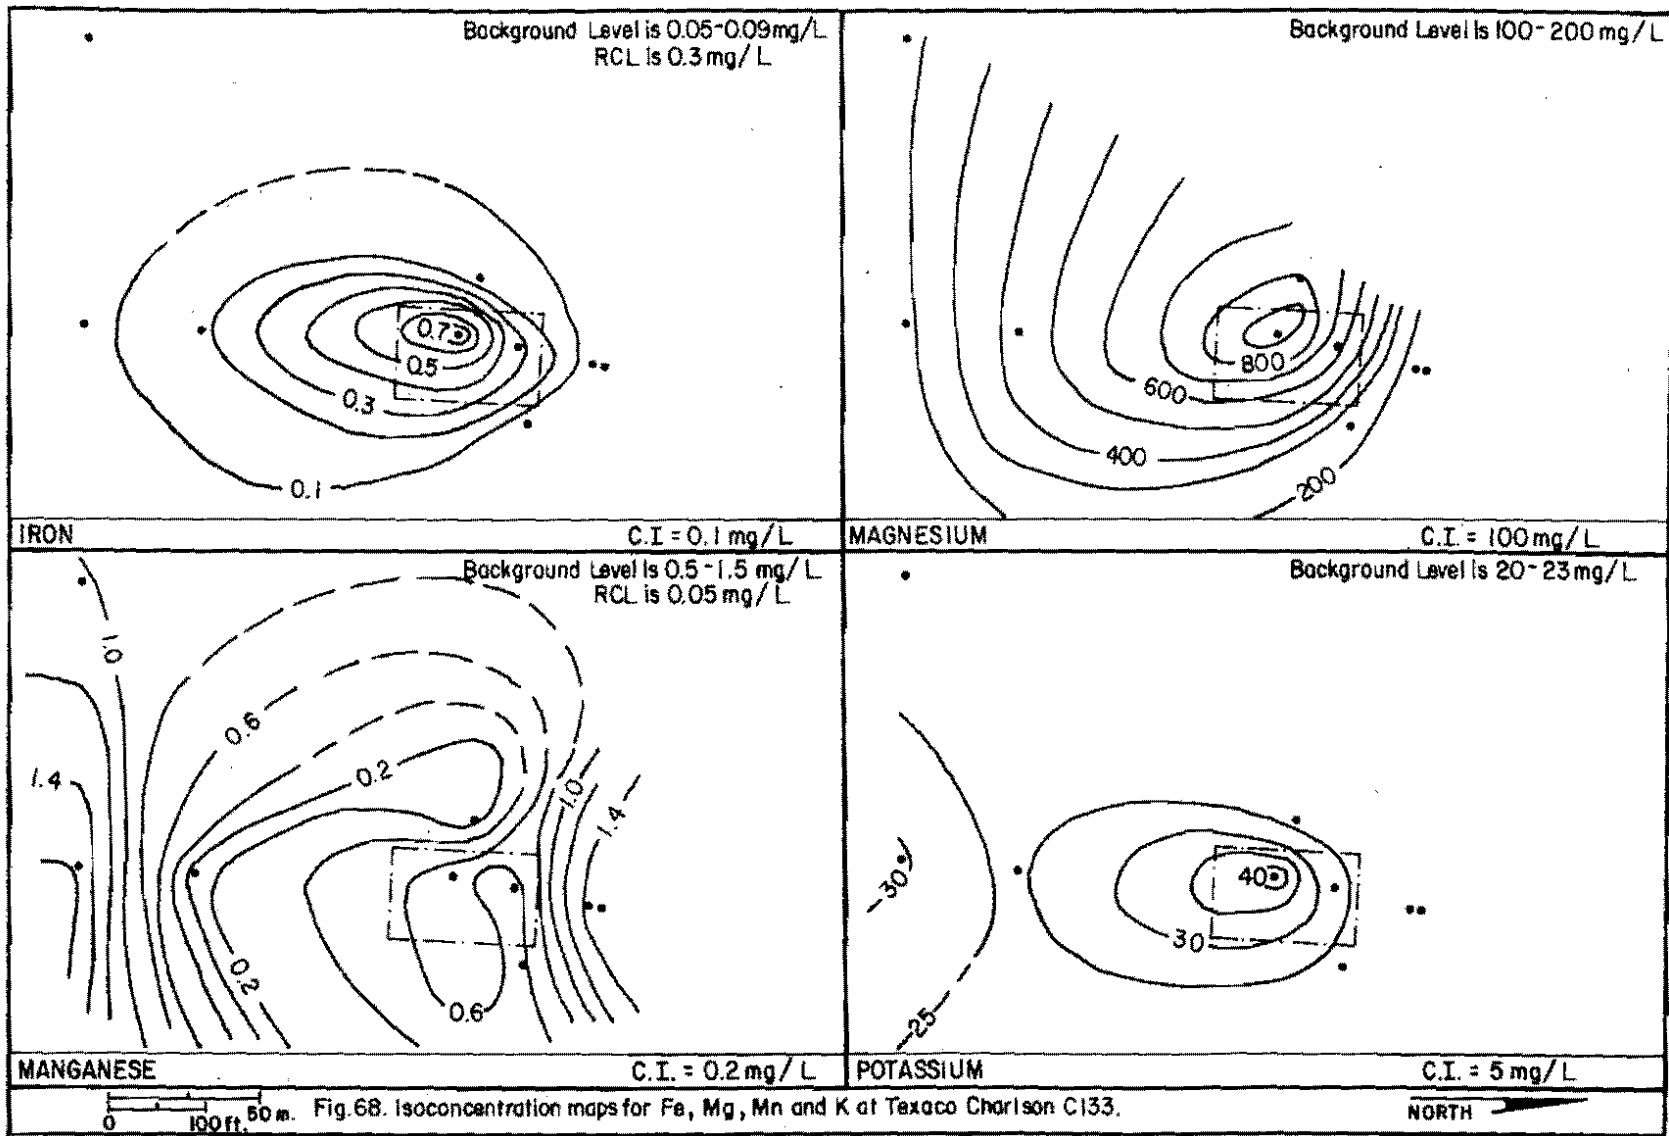 Background Level is 0.05-0.09mg/L
RCL is 0.3 mg/L
0.7
0.5
0.3
0.1
IRON C.I = 0.1 mg/L
Background Level is 100-200 mg/L
800
600
400
200
MAGNESIUM C.I. = 100 mg/L
Background Level is 0.5-1.5 mg/L
RCL is 0.05 mg/L
1.0
0.6
1.4
0.2
1.0
1.4
0.2
0.6
MANGANESE C.I. = 0.2 mg/L
Background Level is 20-23mg/L
30
40
30
25
POTASSIUM C.I. = 5 mg/L
0 100 ft. 50 m.
Fig.68. Isoconcentration maps for Fe, Mg, Mn and K at Texaco Charlson C133.
NORTH